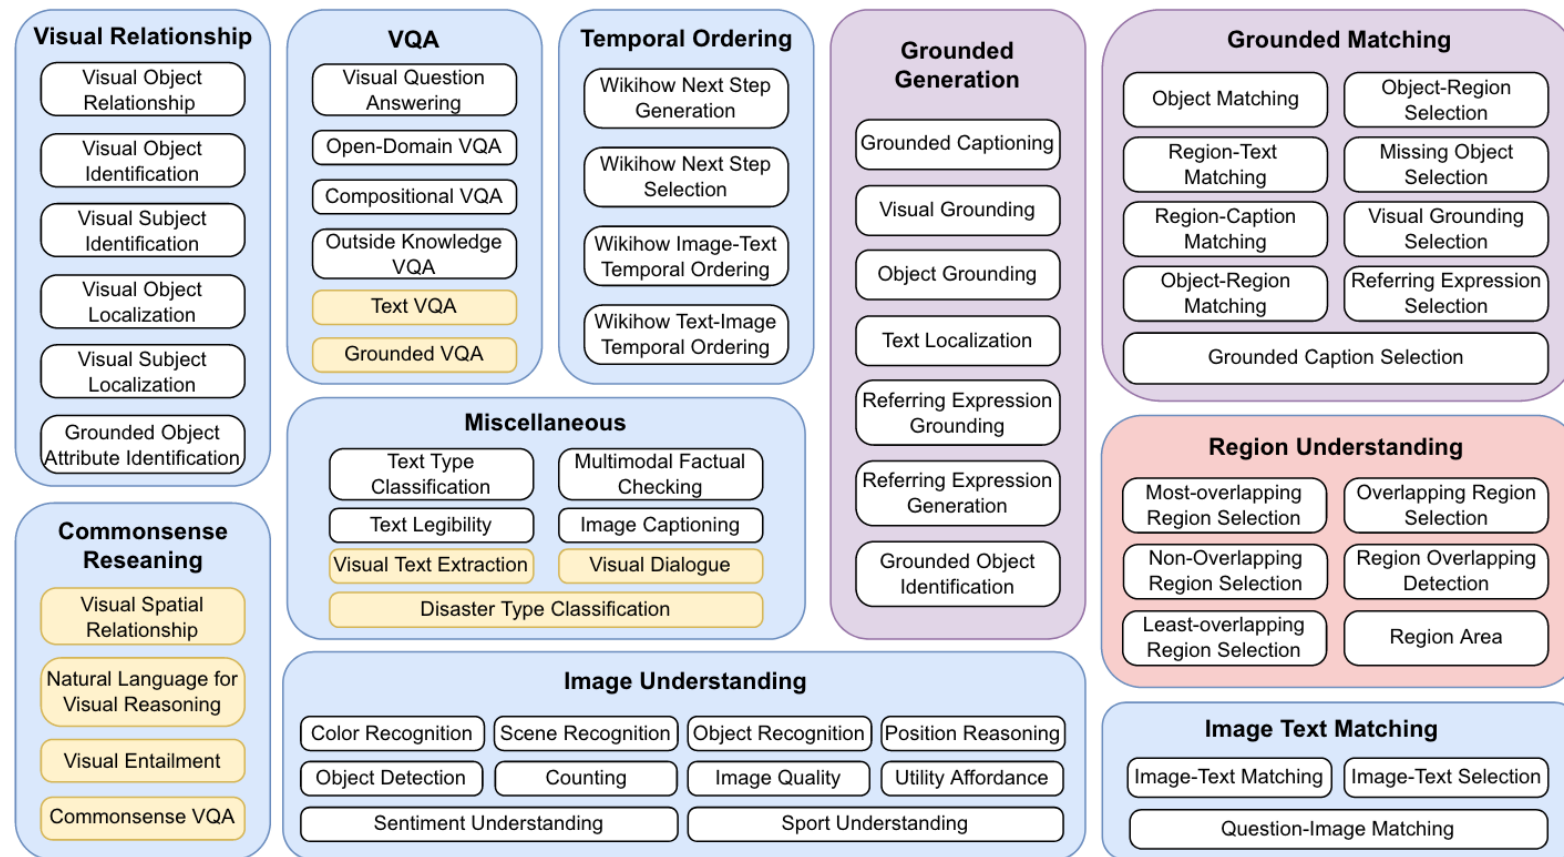 Visual Relationship
Visual Object
Relationship
Visual Object
Identification
Visual Subject
Identification
Visual Object
Localization
Visual Subject
Localization
Grounded Object
Attribute Identification
VQA
Visual Question
Answering
Open-Domain VQA
Compositional VQA
Outside Knowledge
VQA
Text VQA
Grounded VQA
Temporal Ordering
Wikihow Next Step
Generation
Wikihow Next Step
Selection
Wikihow Image-Text
Temporal Ordering
Wikihow Text-Image
Temporal Ordering
Grounded
Generation
Grounded Captioning
Visual Grounding
Object Grounding
Text Localization
Referring Expression
Grounding
Referring Expression
Generation
Grounded Object
Identification
Grounded Matching
Object Matching
Object-Region
Selection
Region-Text
Matching
Missing Object
Selection
Region-Caption
Matching
Visual Grounding
Selection
Object-Region
Matching
Referring Expression
Selection
Grounded Caption Selection
Miscellaneous
Text Type
Classification
Multimodal Factual
Checking
Text Legibility
Image Captioning
Visual Text Extraction
Visual Dialogue
Disaster Type Classification
Region Understanding
Most-overlapping
Region Selection
Overlapping Region
Selection
Non-Overlapping
Region Selection
Region Overlapping
Detection
Least-overlapping
Region Selection
Region Area
Commonsense
Reseaning
Visual Spatial
Relationship
Natural Language for
Visual Reasoning
Visual Entailment
Commonsense VQA
Image Understanding
Color Recognition
Scene Recognition
Object Recognition
Position Reasoning
Object Detection
Counting
Image Quality
Utility Affordance
Sentiment Understanding
Sport Understanding
Image Text Matching
Image-Text Matching
Image-Text Selection
Question-Image Matching